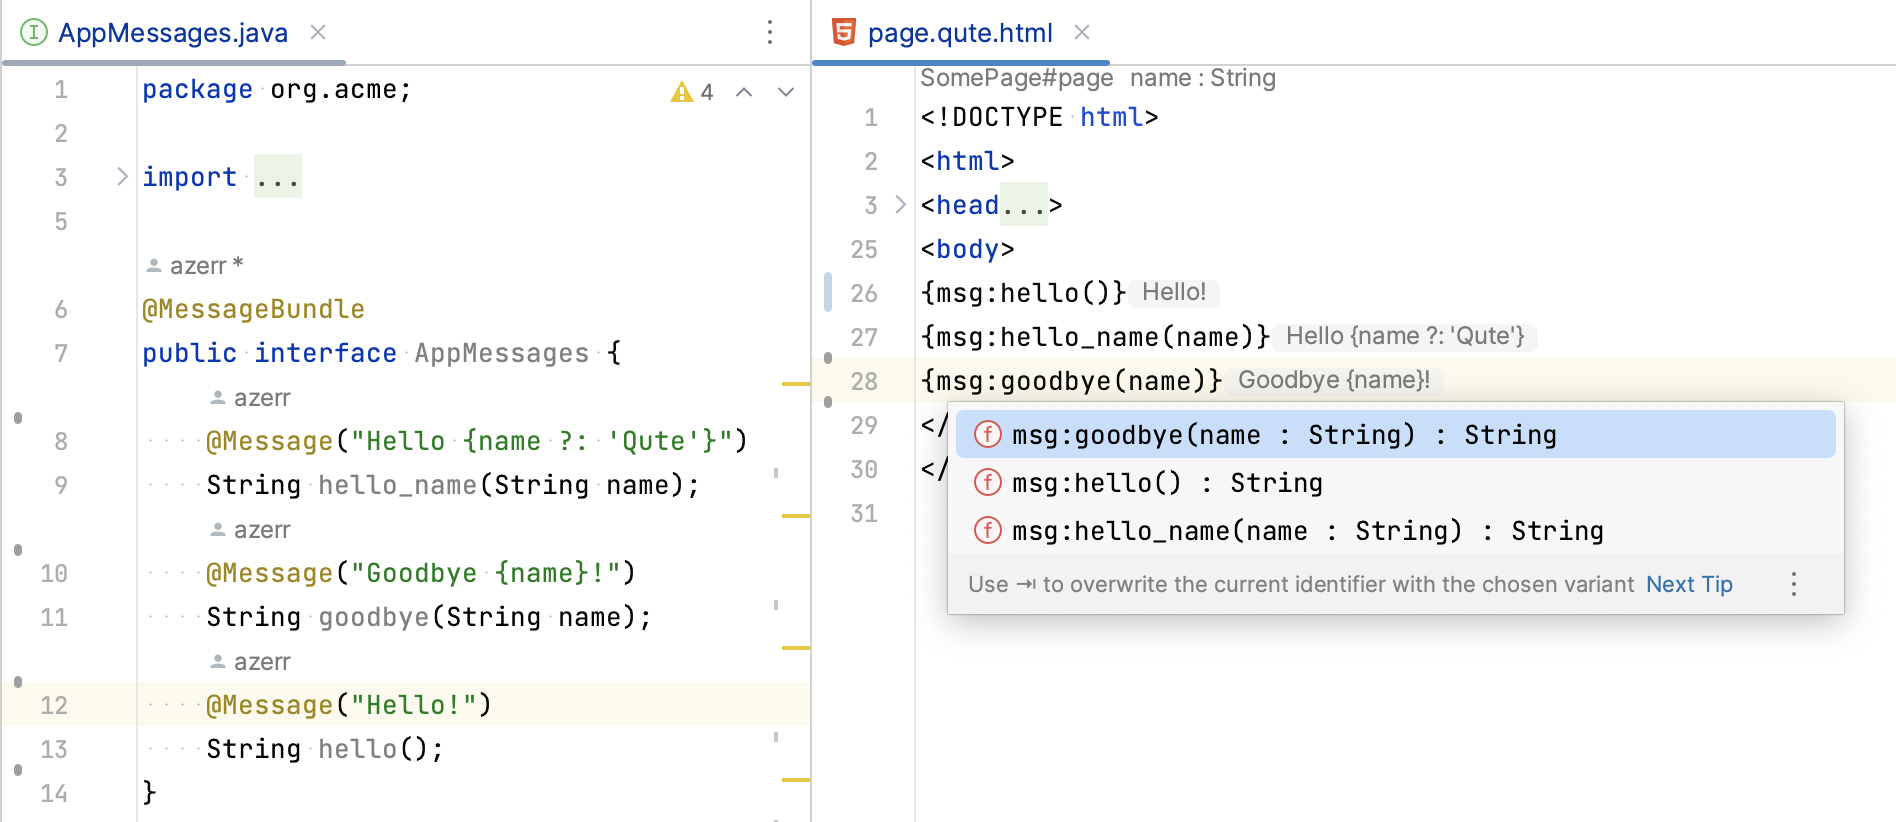 AppMessages.java
4
1 package org.acme;
2
3 import ...
5
azerr *
6 @MessageBundle
7 public interface AppMessages {
azerr
8 @Message("Hello {name ?: 'Qute'}")
9 String hello_name(String name);
azerr
10 @Message("Goodbye {name}!")
11 String goodbye(String name);
azerr
12 @Message("Hello!")
13 String hello();
14 }
page.qute.html
SomePage#page name : String
1 <!DOCTYPE html>
2 <html>
3 <head...>
25 <body>
26 {msg:hello()} Hello!
27 {msg:hello_name(name)} Hello {name ?: 'Qute'}
28 {msg:goodbye(name)} Goodbye {name}!
29 </
30 </
31
msg:goodbye(name : String) : String
msg:hello() : String
msg:hello_name(name : String) : String
Use ⇥ to overwrite the current identifier with the chosen variant Next Tip